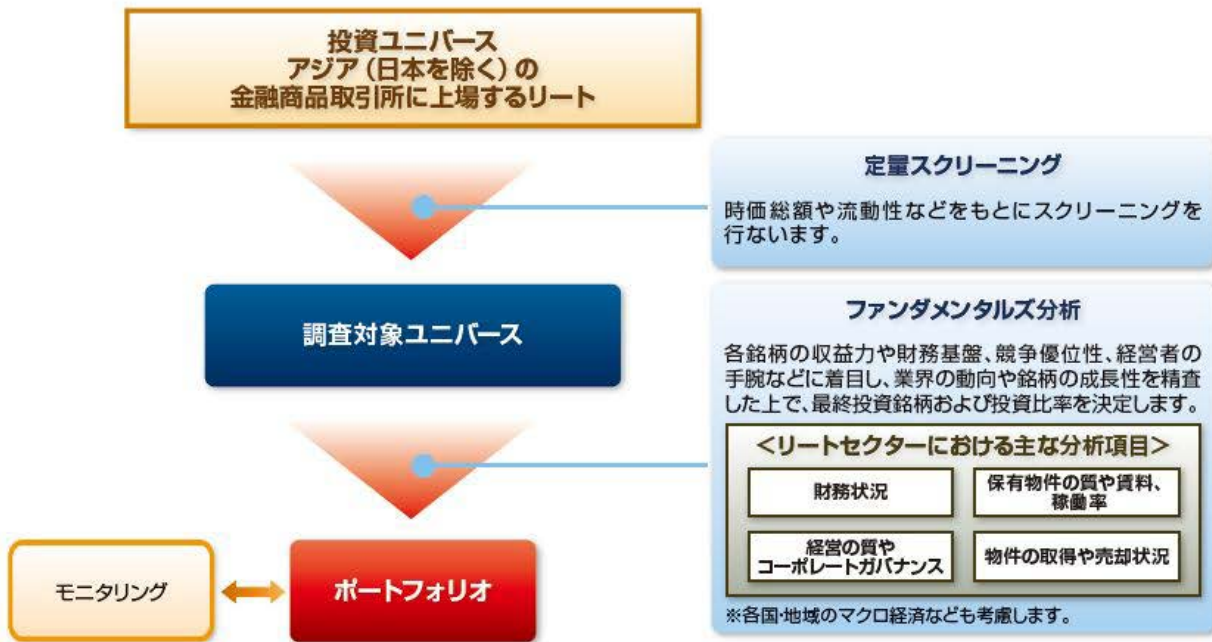 投資ユニバース
アジア（日本を除く）の
金融商品取引所に上場するリート
定量スクリーニング
時価総額や流動性などをもとにスクリーニングを
行ないます。
調査対象ユニバース
ファンダメンタルズ分析
各銘柄の収益力や財務基盤、競争優位性、経営者の
手腕などに着目し、業界の動向や銘柄の成長性を精査
した上で、最終投資銘柄および投資比率を決定します。
＜リートセクターにおける主な分析項目＞
財務状況
保有物件の質や賃料、
稼働率
経営の質や
コーポレートガバナンス
物件の取得や売却状況
※各国・地域のマクロ経済なども考慮します。
モニタリング
ポートフォリオ